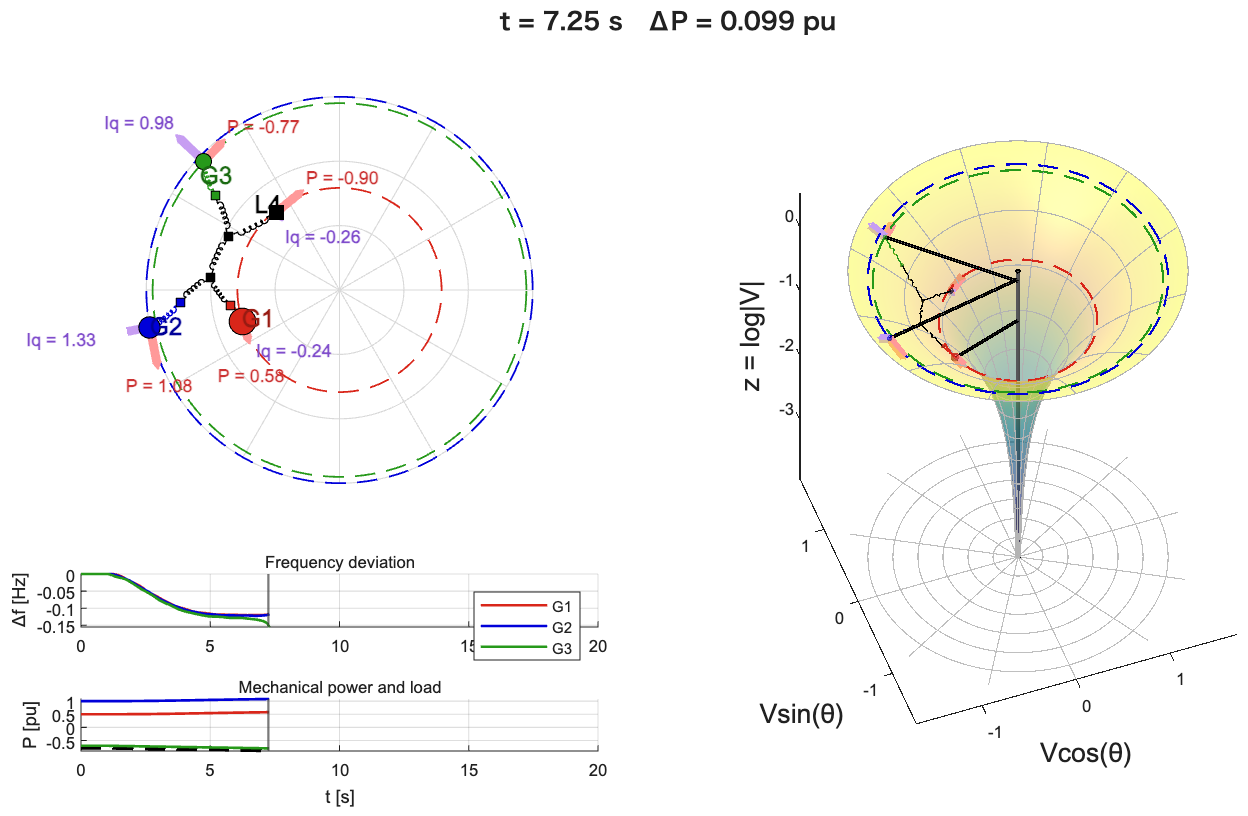 t = 7.25 s   ΔP = 0.099 pu
Iq = 0.98
P = -0.77
G3
P = -0.90
L4
Iq = -0.26
G2
G1
Iq = 1.33
Iq = -0.24
P = 0.58
P = 1.08
Frequency deviation
Δf [Hz]
0
-0.05
-0.1
-0.15
0 5 10 15 20
G1
G2
G3
Mechanical power and load
P [pu]
1
0.5
0
-0.5
0 5 10 15 20
t [s]
z = log|V|
0
-1
-2
-3
1
0
-1
Vsin(θ)
-1
0
1
Vcos(θ)